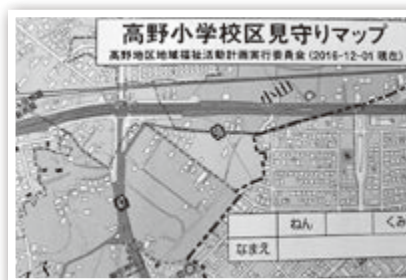 高野小学校区見守りマップ
高野地区地域福祉活動計画実行委員会(2016-12-01 現在)
小山
ねん くみ
なまえ